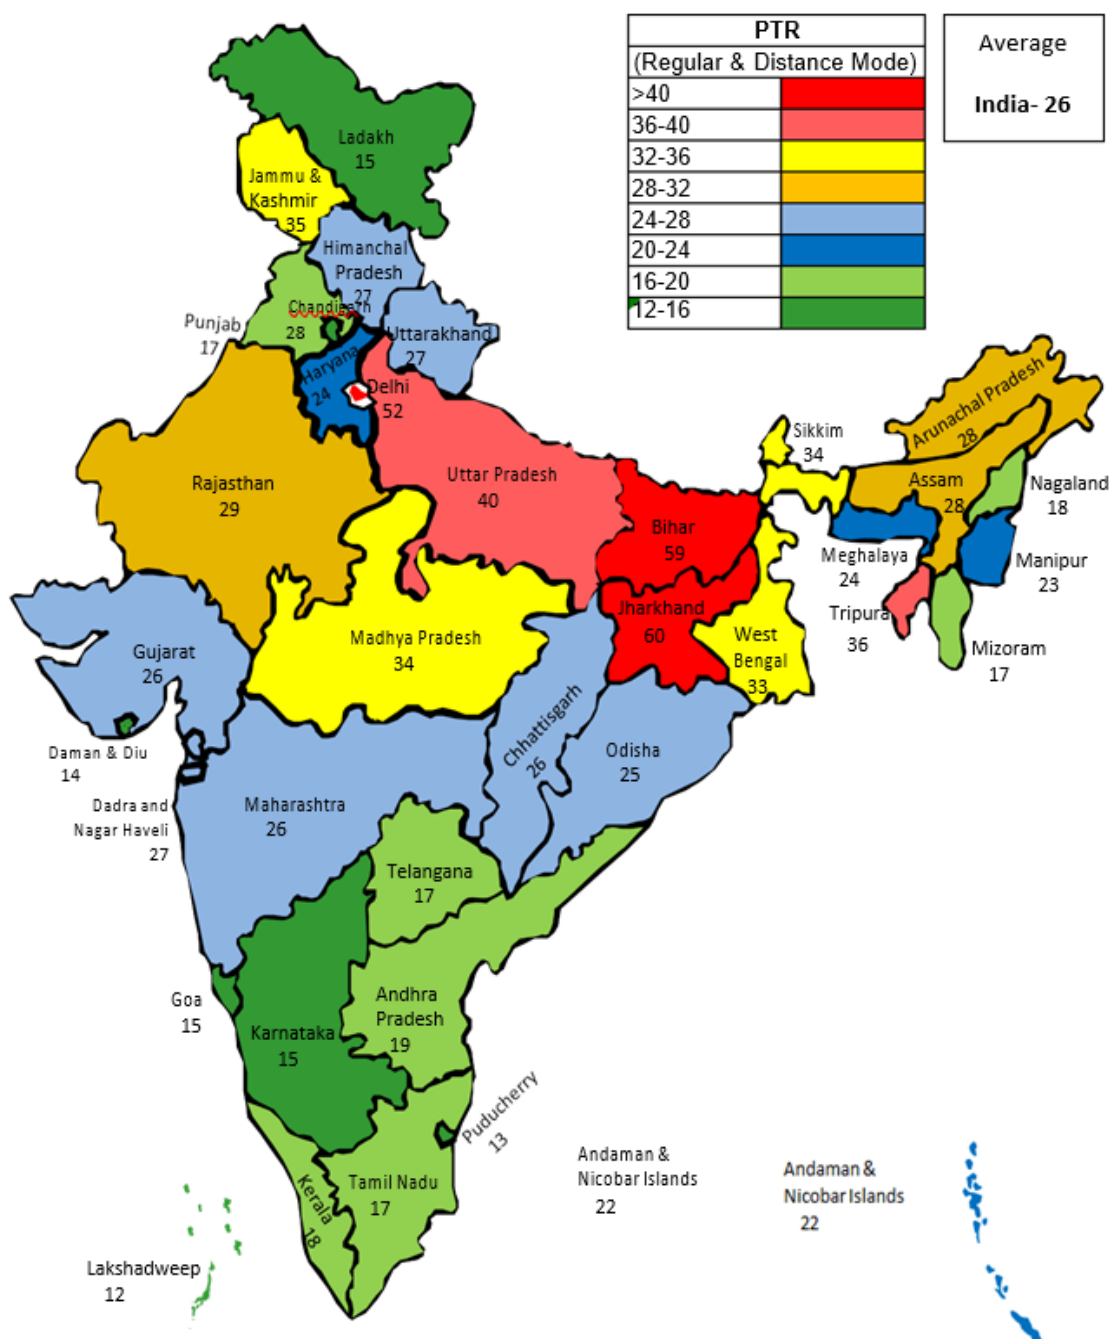 PTR
(Regular & Distance Mode)
>40
36-40
32-36
28-32
24-28
20-24
16-20
12-16
Average
India- 26
Ladakh
15
Jammu &
Kashmir
35
Himanchal
Pradesh
27
Chandigarh
28
Punjab
17
Uttarakhand
27
Haryana
24
Delhi
52
Rajasthan
29
Uttar Pradesh
40
Bihar
59
Sikkim
34
Arunachal Pradesh
28
Assam
28
Nagaland
18
Meghalaya
24
Manipur
23
Tripura
36
Mizoram
17
Jharkhand
60
West
Bengal
33
Madhya Pradesh
34
Gujarat
26
Daman & Diu
14
Dadra and
Nagar Haveli
27
Maharashtra
26
Chhattisgarh
26
Odisha
25
Telangana
17
Goa
15
Karnataka
15
Andhra
Pradesh
19
Puducherry
13
Tamil Nadu
17
Kerala
18
Lakshadweep
12
Andaman &
Nicobar Islands
22
Andaman &
Nicobar Islands
22